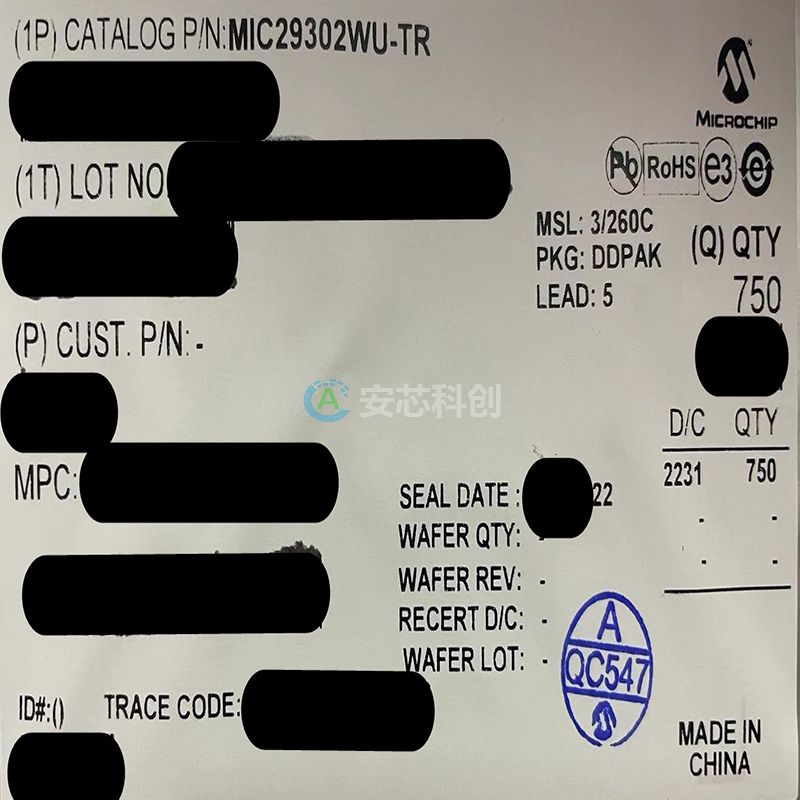 (1P) CATALOG P/N:MIC29302WU-TR
MICROCHIP
(1T) LOT NO
Pb RoHS e3 e
MSL: 3/260C
PKG: DDPAK
LEAD: 5
(Q) QTY
750
(P) CUST. P/N: -
A 安芯科创
D/C QTY
2231 750
- -
- -
MPC:
SEAL DATE : 22
WAFER QTY: -
WAFER REV: -
RECERT D/C: -
WAFER LOT: -
A
QC547
ID#:()
TRACE CODE:
MADE IN
CHINA